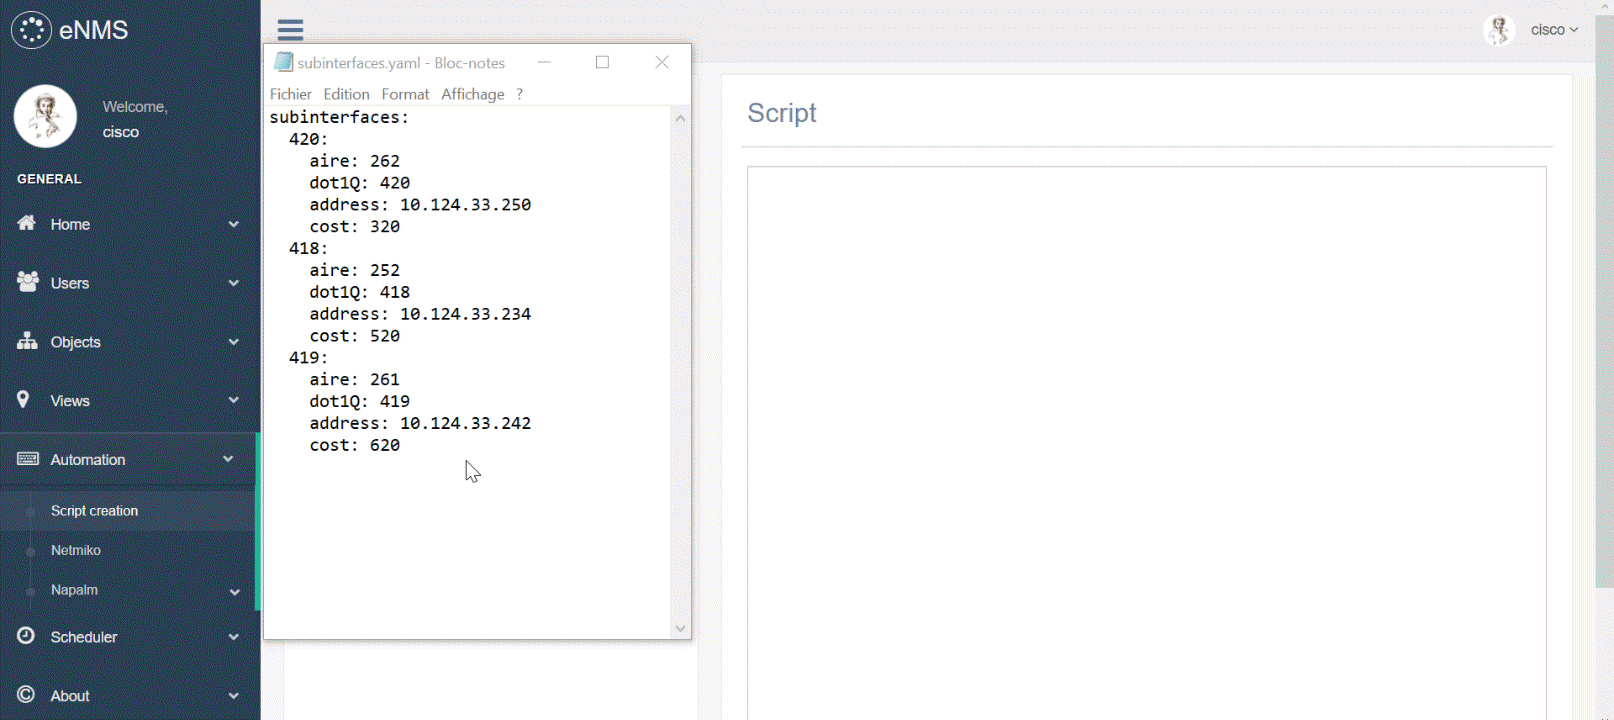 eNMS
Welcome,
cisco
GENERAL
Home
Users
Objects
Views
Automation
Script creation
Netmiko
Napalm
Scheduler
About
subinterfaces.yaml - Bloc-notes
Fichier Edition Format Affichage ?
subinterfaces:
  420:
    aire: 262
    dot1Q: 420
    address: 10.124.33.250
    cost: 320
  418:
    aire: 252
    dot1Q: 418
    address: 10.124.33.234
    cost: 520
  419:
    aire: 261
    dot1Q: 419
    address: 10.124.33.242
    cost: 620
cisco
Script